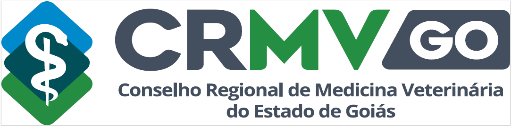 CRMV GO
Conselho Regional de Medicina Veterinária
do Estado de Goiás